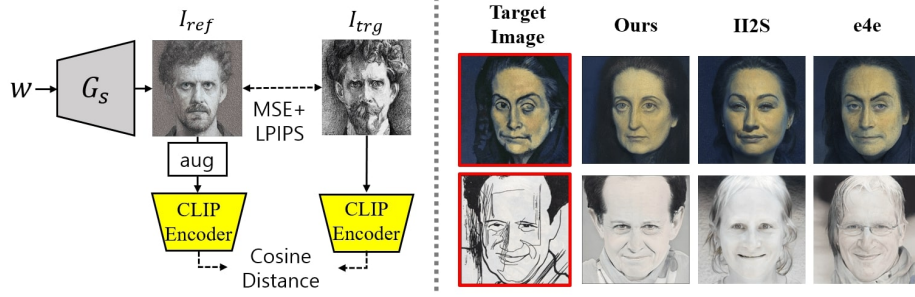 I_ref
I_trg
w
G_s
MSE+
LPIPS
aug
CLIP
Encoder
CLIP
Encoder
Cosine
Distance
Target
Image
Ours
II2S
e4e